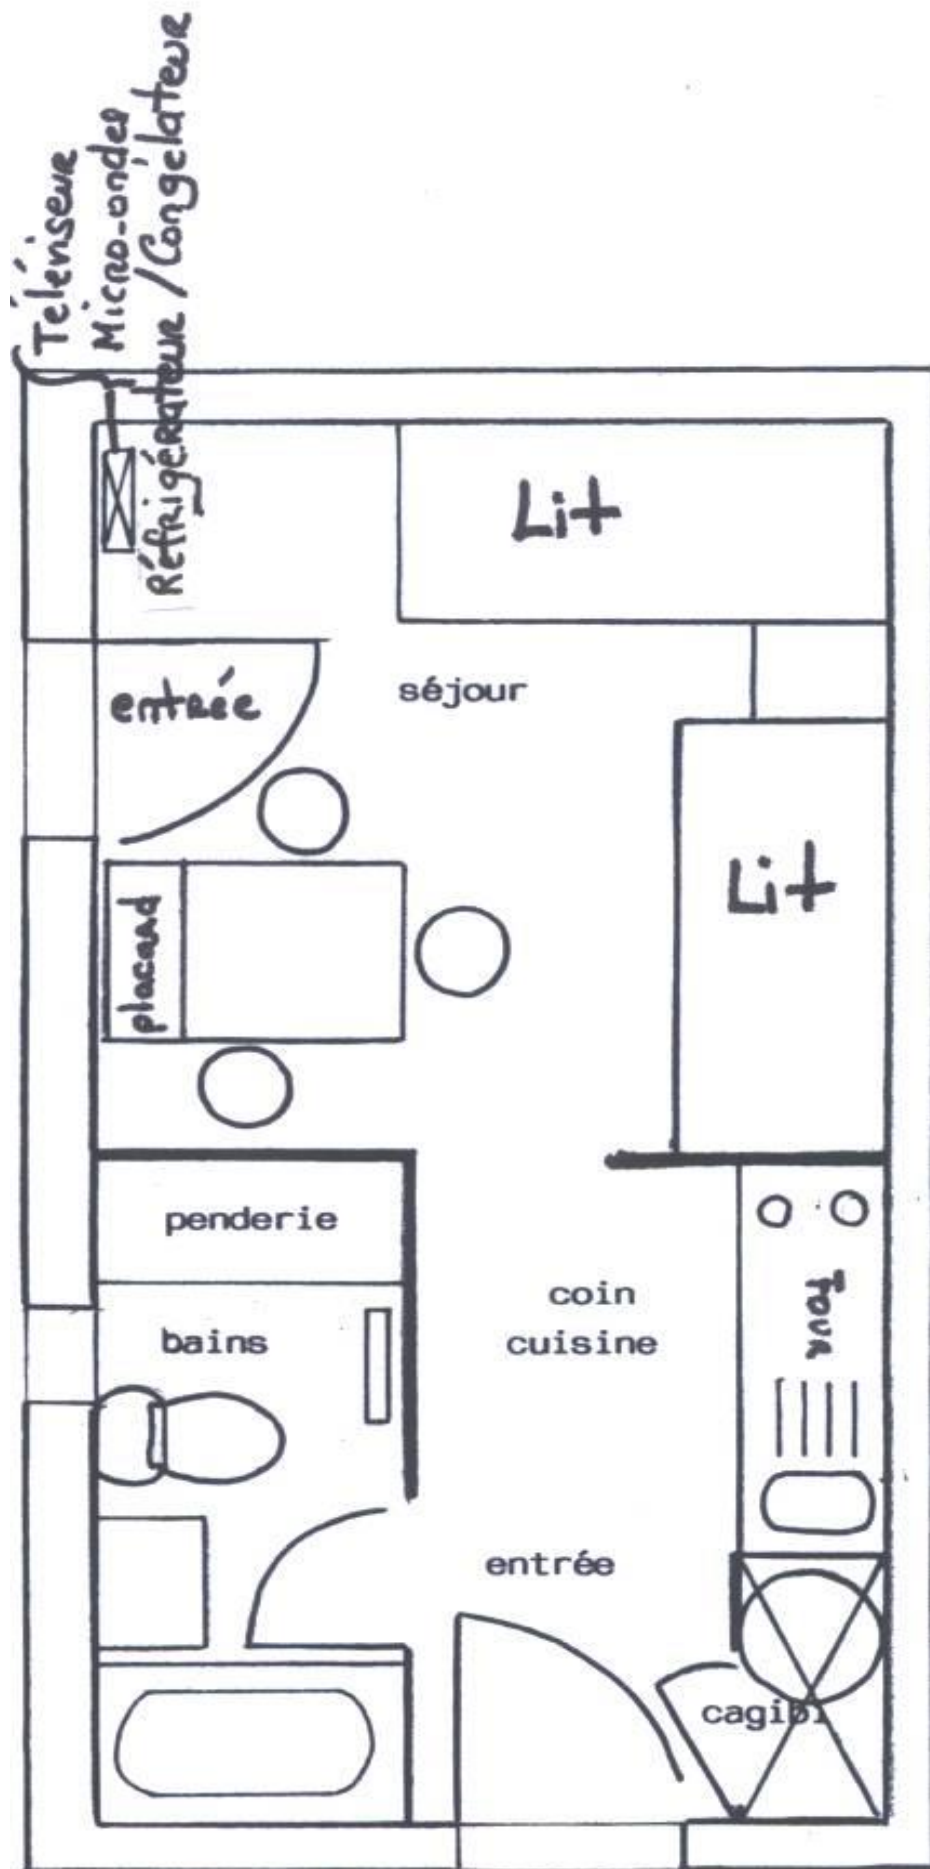 Téléviseur
Micro-ondes
Réfrigérateur / Congélateur
Lit
entrée
séjour
placard
Lit
penderie
coin
cuisine
Four
bains
entrée
cagibi